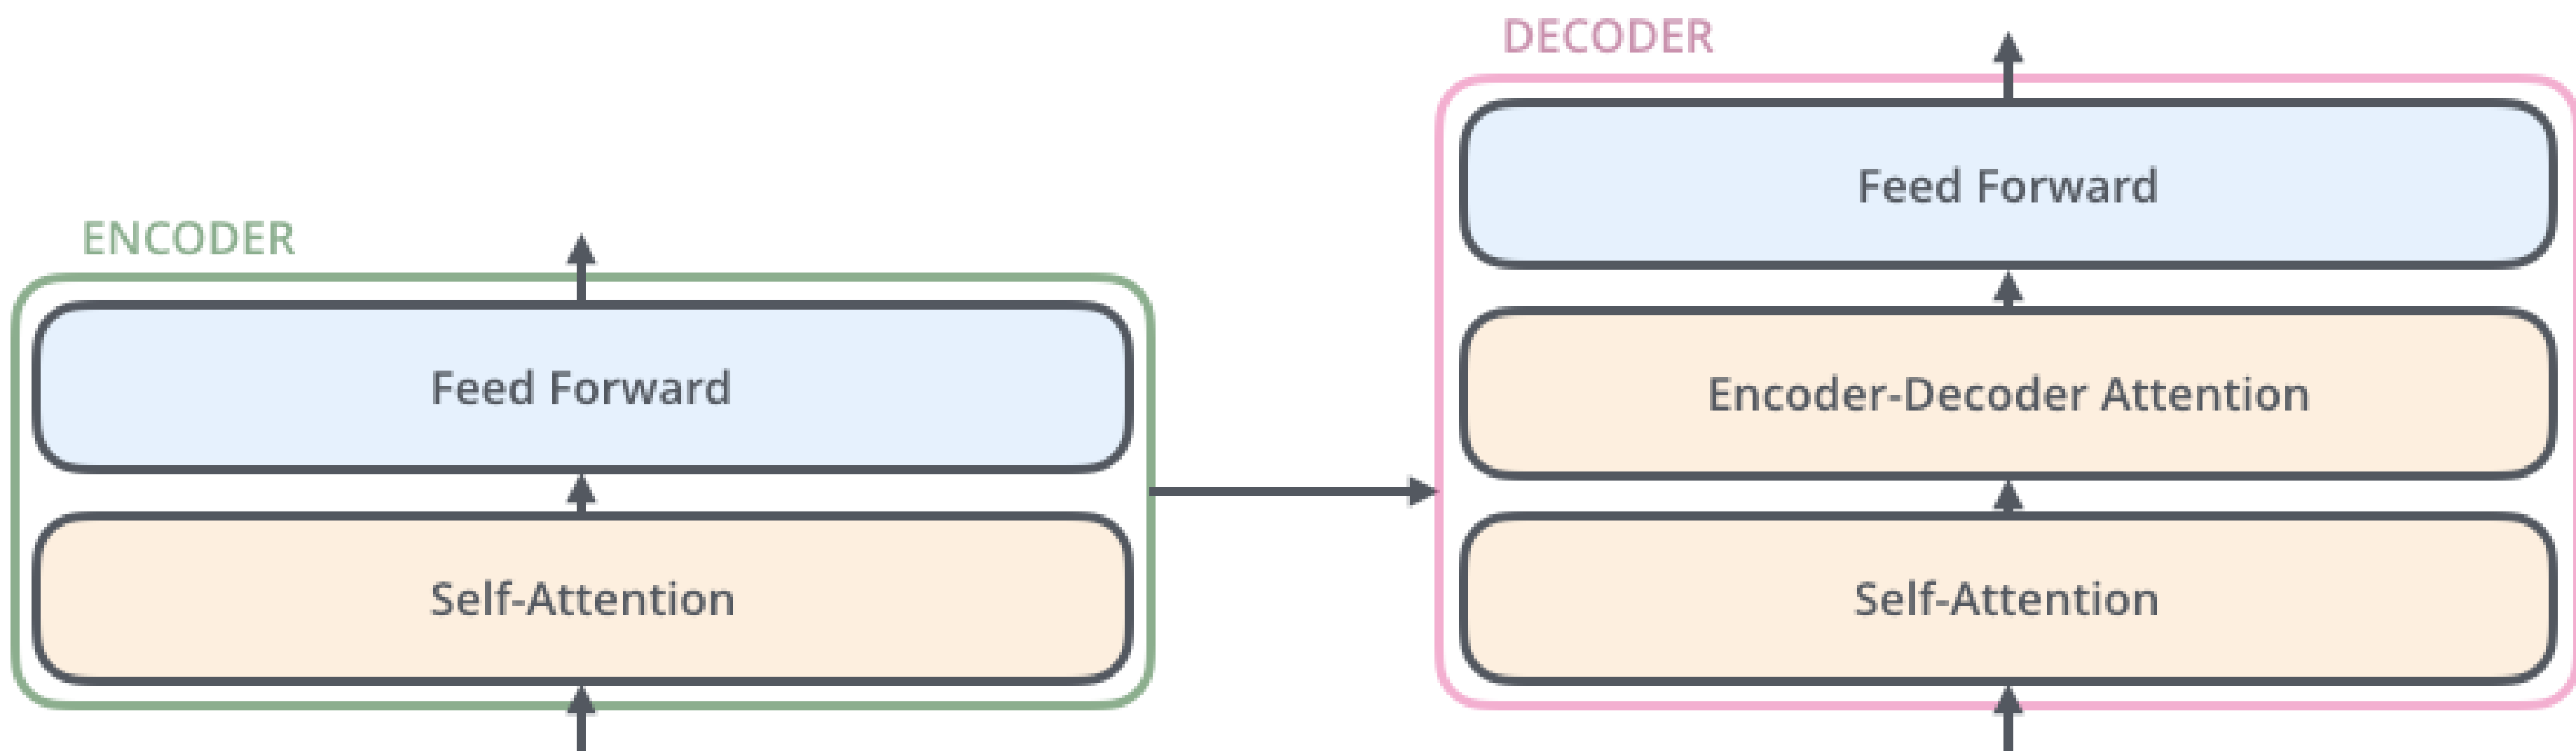 ENCODER
Feed Forward
Self-Attention
DECODER
Feed Forward
Encoder-Decoder Attention
Self-Attention